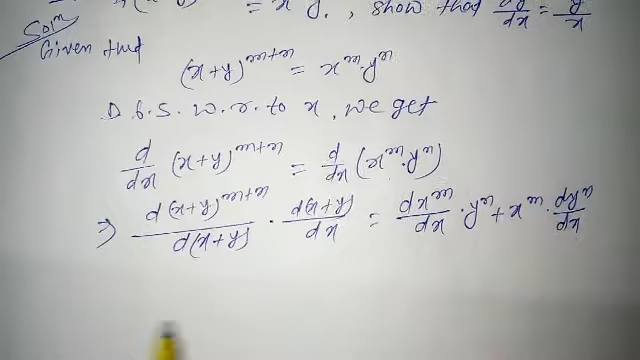 = x y , show that dy/dx = y/x
Soln
Given that
(x+y)^{m+n} = x^m . y^n
D.b.s. w.r.to x, we get
d/dx (x+y)^{m+n} = d/dx (x^m . y^n)
⇒ d(x+y)^{m+n}/d(x+y) . d(x+y)/dx = dx^m/dx . y^n + x^m . dy^n/dx